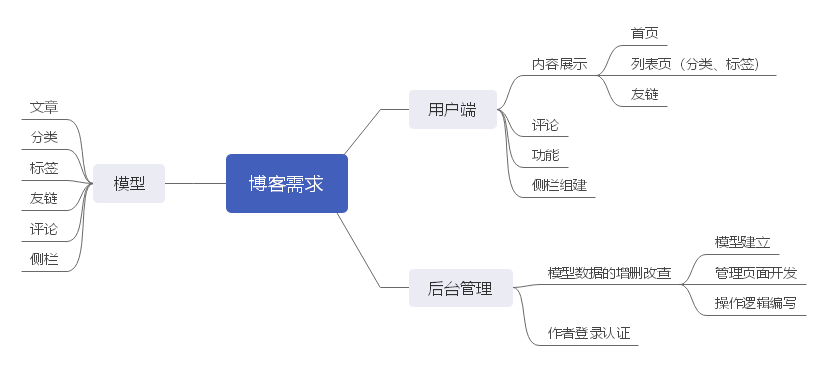 博客需求
模型
文章
分类
标签
友链
评论
侧栏
用户端
内容展示
首页
列表页（分类、标签）
友链
评论
功能
侧栏组建
后台管理
模型数据的增删改查
模型建立
管理页面开发
操作逻辑编写
作者登录认证